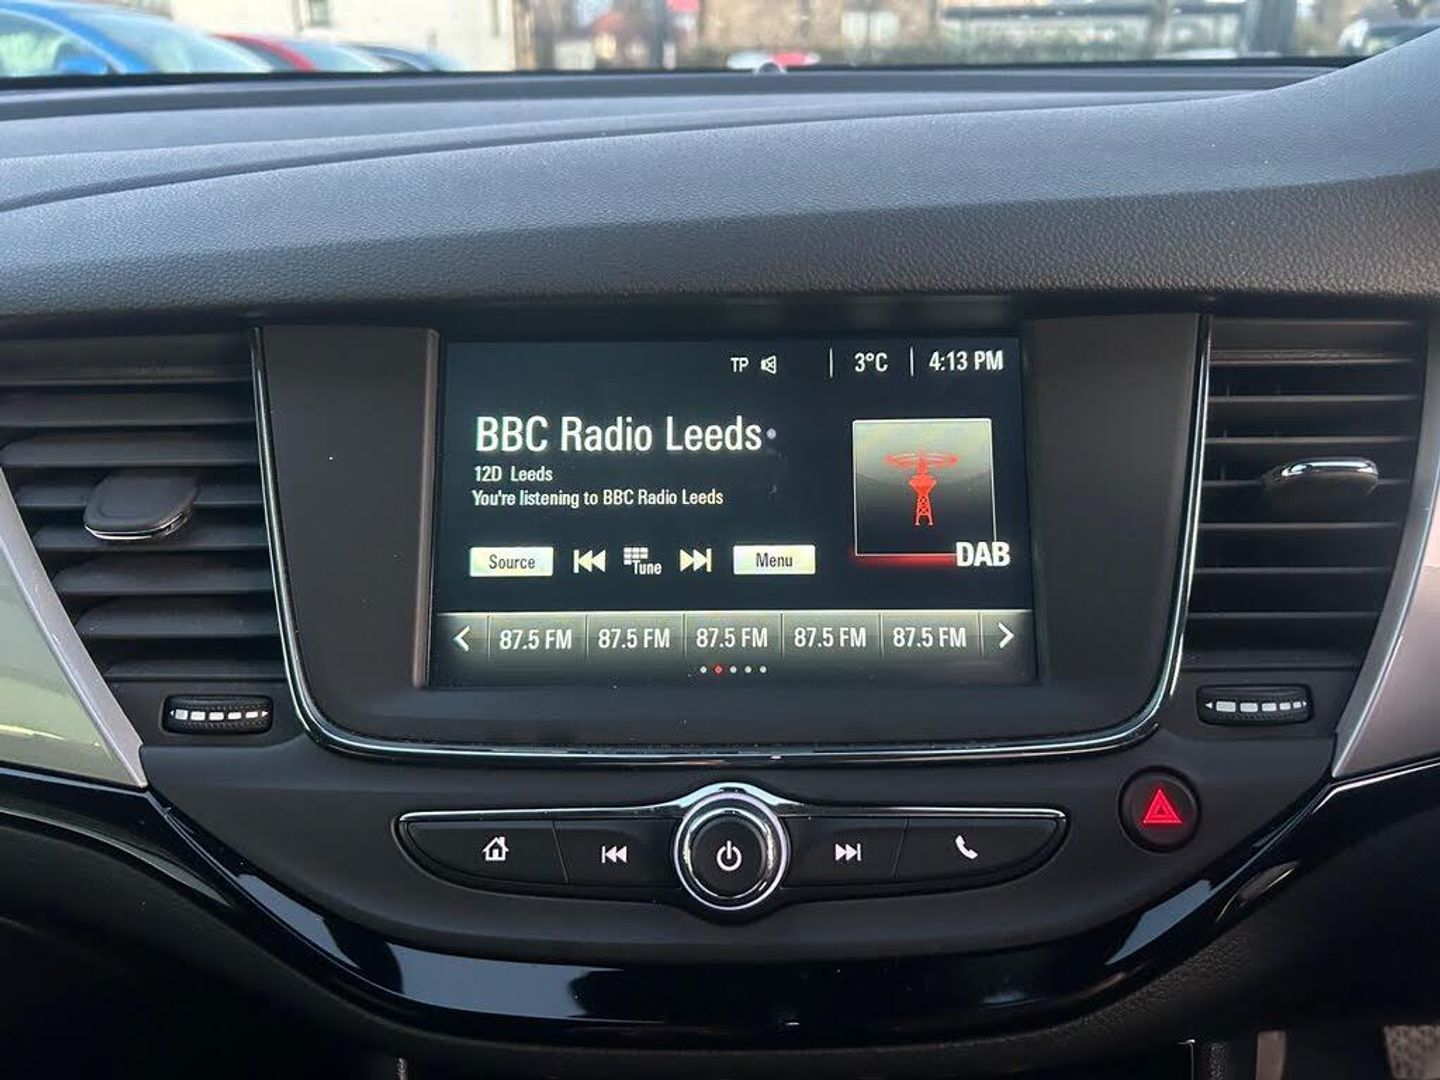 TP 3°C 4:13 PM
BBC Radio Leeds
12D Leeds
You're listening to BBC Radio Leeds
Source Tune Menu
DAB
87.5 FM 87.5 FM 87.5 FM 87.5 FM 87.5 FM